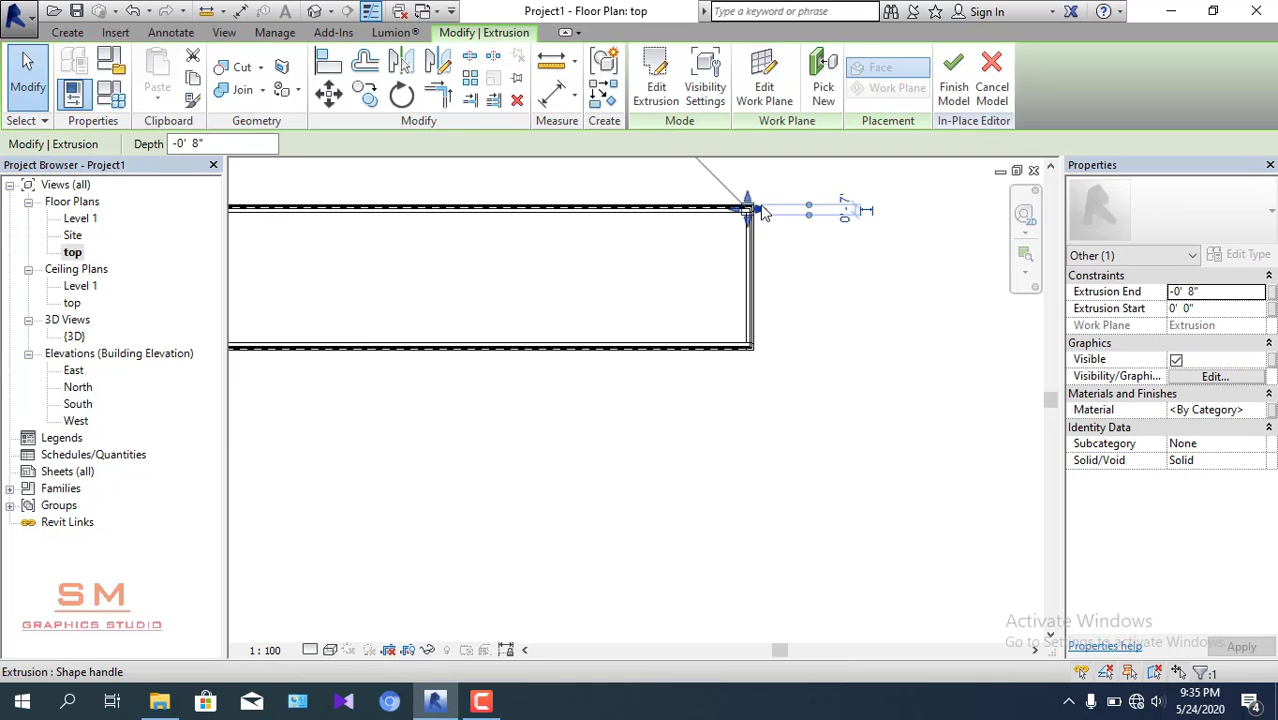 Project1 - Floor Plan: top
Type a keyword or phrase
Sign In
Create
Insert
Annotate
View
Manage
Add-Ins
Lumion®
Modify | Extrusion
Modify
Paste
Cut
Join
Edit
Extrusion
Visibility
Settings
Edit
Work Plane
Pick
New
Face
Work Plane
Finish
Model
Cancel
Model
Select
Properties
Clipboard
Geometry
Modify
Measure
Create
Mode
Work Plane
Placement
In-Place Editor
Modify | Extrusion
Depth
-0' 8"
Project Browser - Project1
Properties
Views (all)
Floor Plans
Level 1
Site
top
Ceiling Plans
Level 1
top
3D Views
{3D}
Elevations (Building Elevation)
East
North
South
West
Legends
Schedules/Quantities
Sheets (all)
Families
Groups
Revit Links
SM
GRAPHICS STUDIO
2D
Other (1)
Edit Type
Constraints
Extrusion End
-0' 8"
Extrusion Start
0' 0"
Work Plane
Extrusion
Graphics
Visible
Visibility/Graphi...
Edit...
Materials and Finishes
Material
<By Category>
Identity Data
Subcategory
None
Solid/Void
Solid
Activate Windows
Go to Settings to activate Windows.
Properties help
Apply
1 : 100
Extrusion : Shape handle
:1
9:35 PM
5/24/2020
4